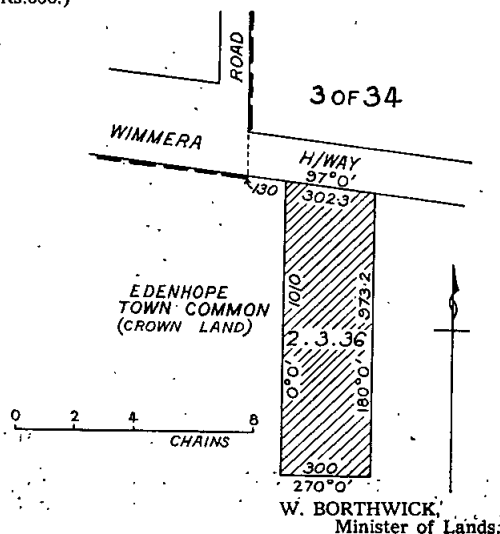 Rs.606.)
ROAD
3 OF 34
WIMMERA
H/WAY
97°0'
130
302·3
EDENHOPE
TOWN COMMON
(CROWN LAND)
1010
0°0'
973·2
180°0'
2.3.36
0 2 4 8
CHAINS
300
270°0'
W. BORTHWICK,
Minister of Lands.